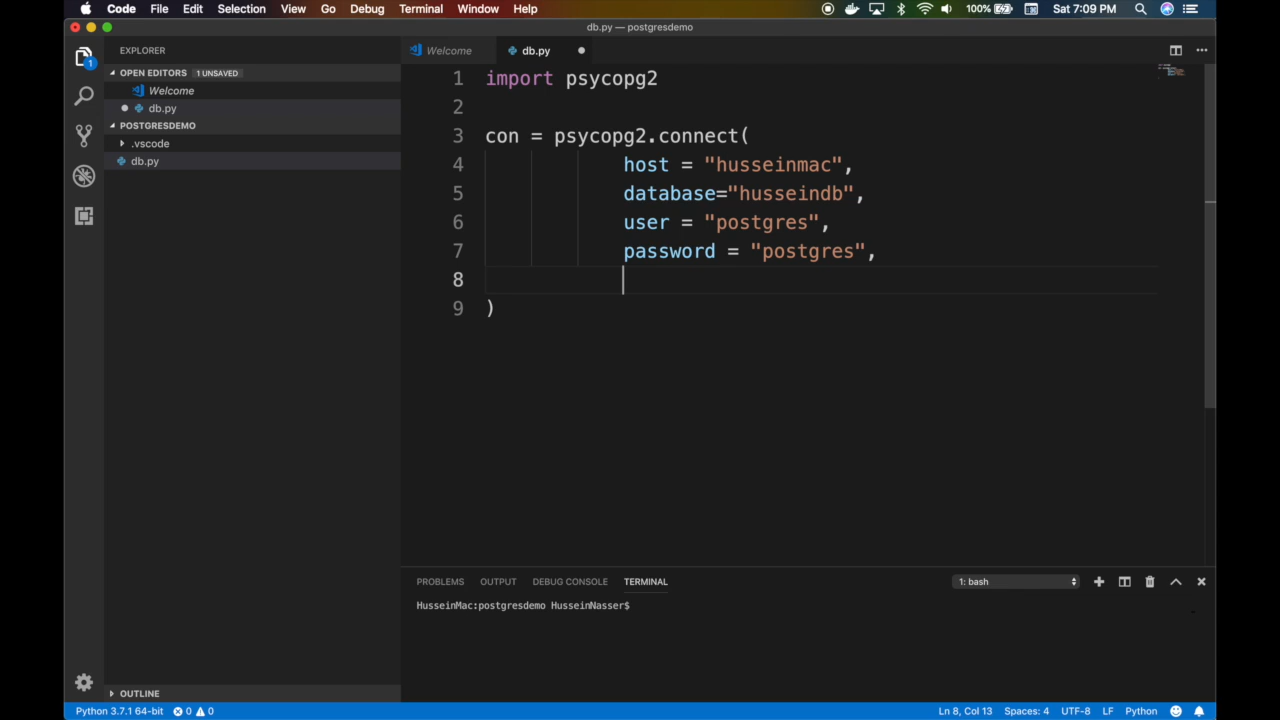 Code File Edit Selection View Go Debug Terminal Window Help 100% Sat 7:09 PM
db.py — postgresdemo
EXPLORER
OPEN EDITORS 1 UNSAVED
Welcome
db.py
POSTGRESDEMO
.vscode
db.py
1
Welcome db.py
1 import psycopg2
2
3 con = psycopg2.connect(
4 host = "husseinmac",
5 database="husseindb",
6 user = "postgres",
7 password = "postgres",
8
9 )
PROBLEMS OUTPUT DEBUG CONSOLE TERMINAL 1: bash
HusseinMac:postgresdemo HusseinNasser$
OUTLINE
Python 3.7.1 64-bit 0 0 Ln 8, Col 13 Spaces: 4 UTF-8 LF Python